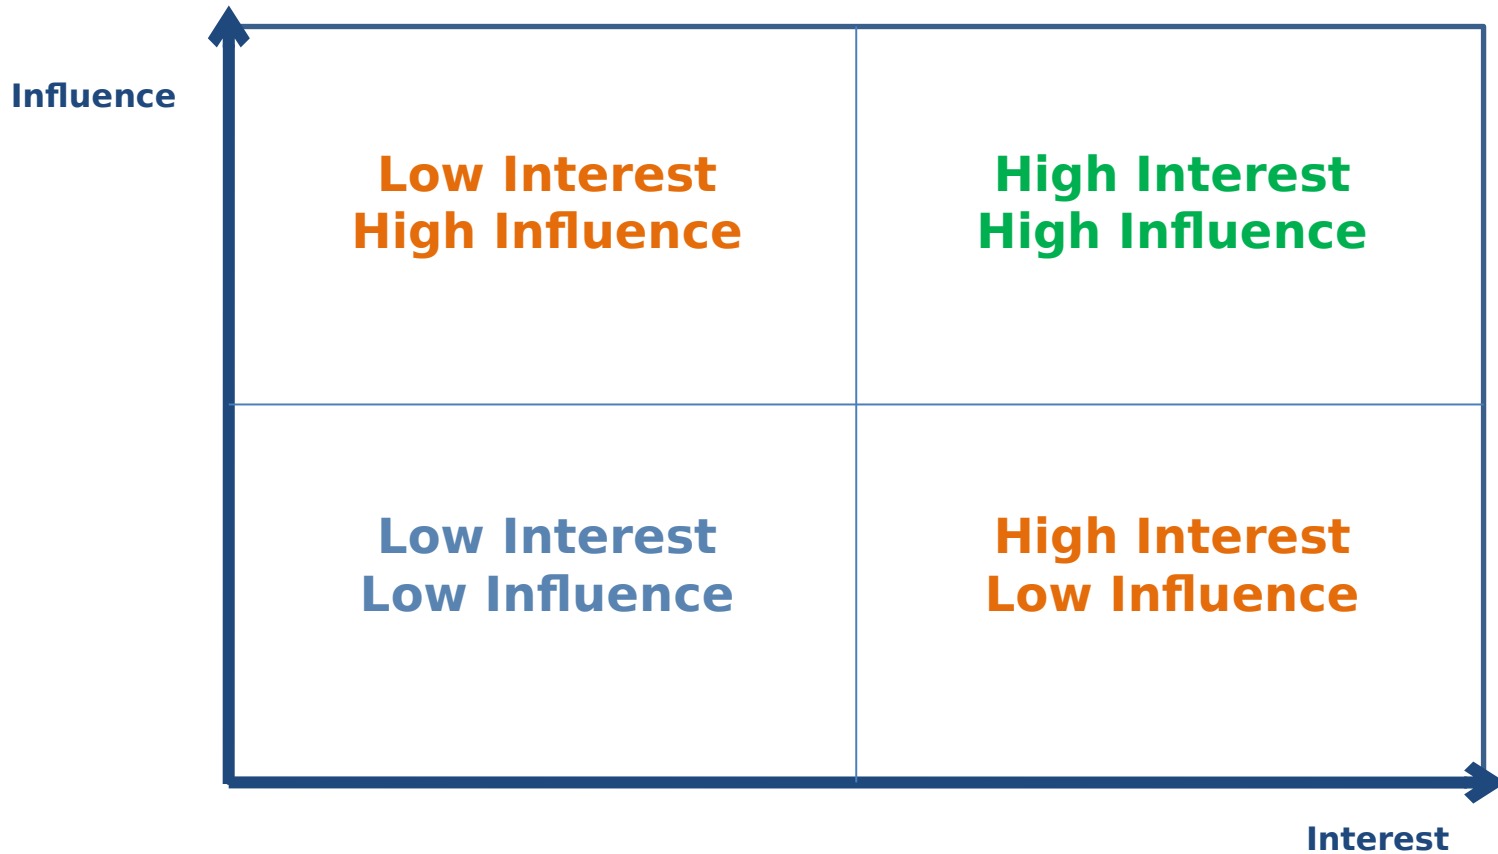 Influence
Low Interest
High Influence
High Interest
High Influence
Low Interest
Low Influence
High Interest
Low Influence
Interest